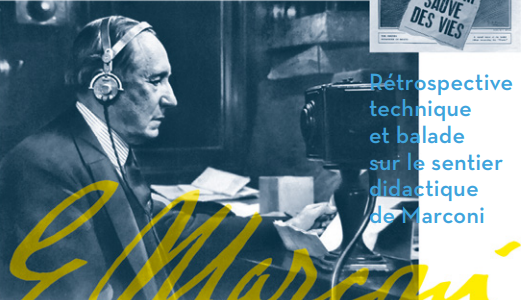 SAUVE
DES VIES
Rétrospective
technique
et balade
sur le sentier
didactique
de Marconi
G Marconi